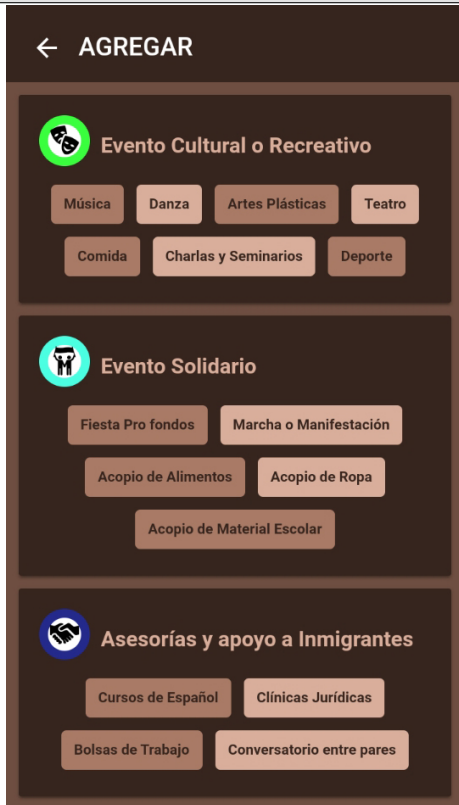 AGREGAR
Evento Cultural o Recreativo
Música Danza Artes Plásticas Teatro
Comida Charlas y Seminarios Deporte
Evento Solidario
Fiesta Pro fondos Marcha o Manifestación
Acopio de Alimentos Acopio de Ropa
Acopio de Material Escolar
Asesorías y apoyo a Inmigrantes
Cursos de Español Clínicas Jurídicas
Bolsas de Trabajo Conversatorio entre pares